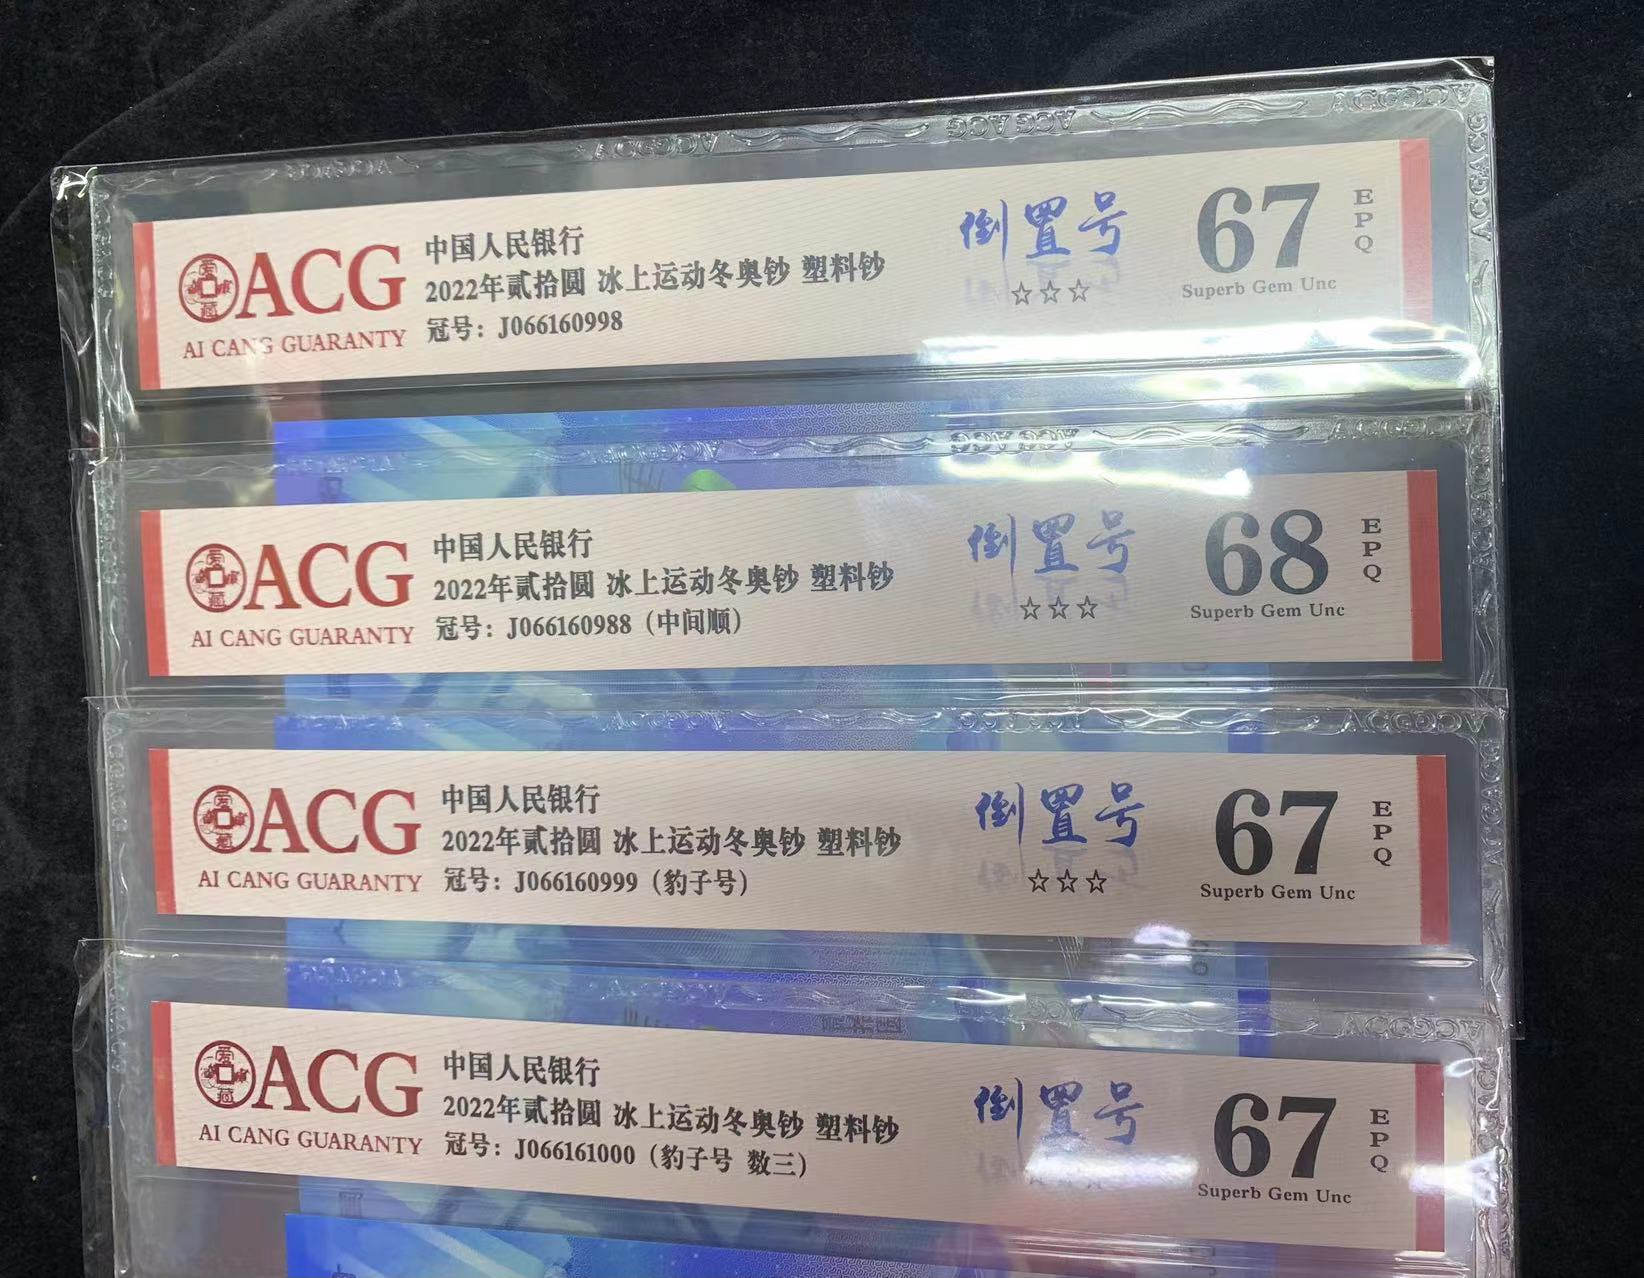 ACG
AI CANG GUARANTY
中国人民银行
2022年贰拾圆 冰上运动冬奥钞 塑料钞
冠号：J066160998
倒置号
☆☆☆
67
EPQ
Superb Gem Unc
ACG
AI CANG GUARANTY
中国人民银行
2022年贰拾圆 冰上运动冬奥钞 塑料钞
冠号：J066160988（中间顺）
倒置号
☆☆☆
68
EPQ
Superb Gem Unc
ACG
AI CANG GUARANTY
中国人民银行
2022年贰拾圆 冰上运动冬奥钞 塑料钞
冠号：J066160999（豹子号）
倒置号
☆☆☆
67
EPQ
Superb Gem Unc
ACG
AI CANG GUARANTY
中国人民银行
2022年贰拾圆 冰上运动冬奥钞 塑料钞
冠号：J066161000（豹子号 数三）
倒置号
☆☆☆
67
EPQ
Superb Gem Unc